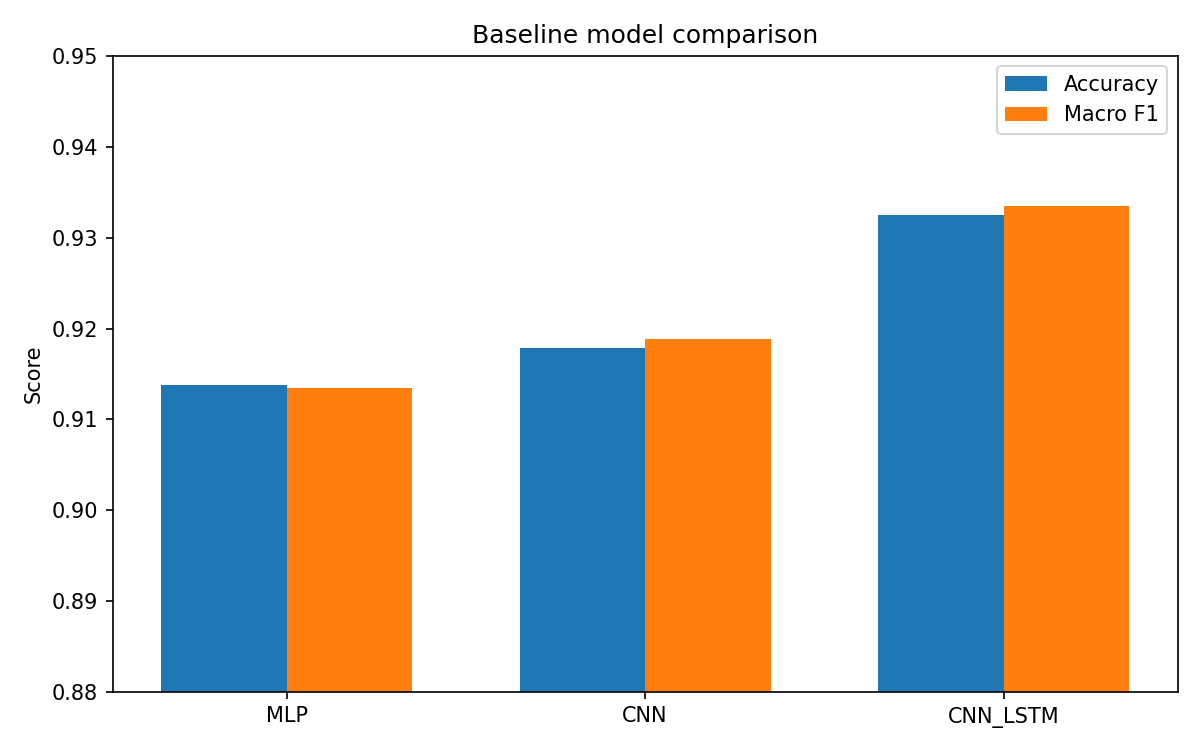 Baseline model comparison
0.95
0.94
0.93
0.92
0.91
0.90
0.89
0.88
Score
Accuracy
Macro F1
MLP
CNN
CNN_LSTM